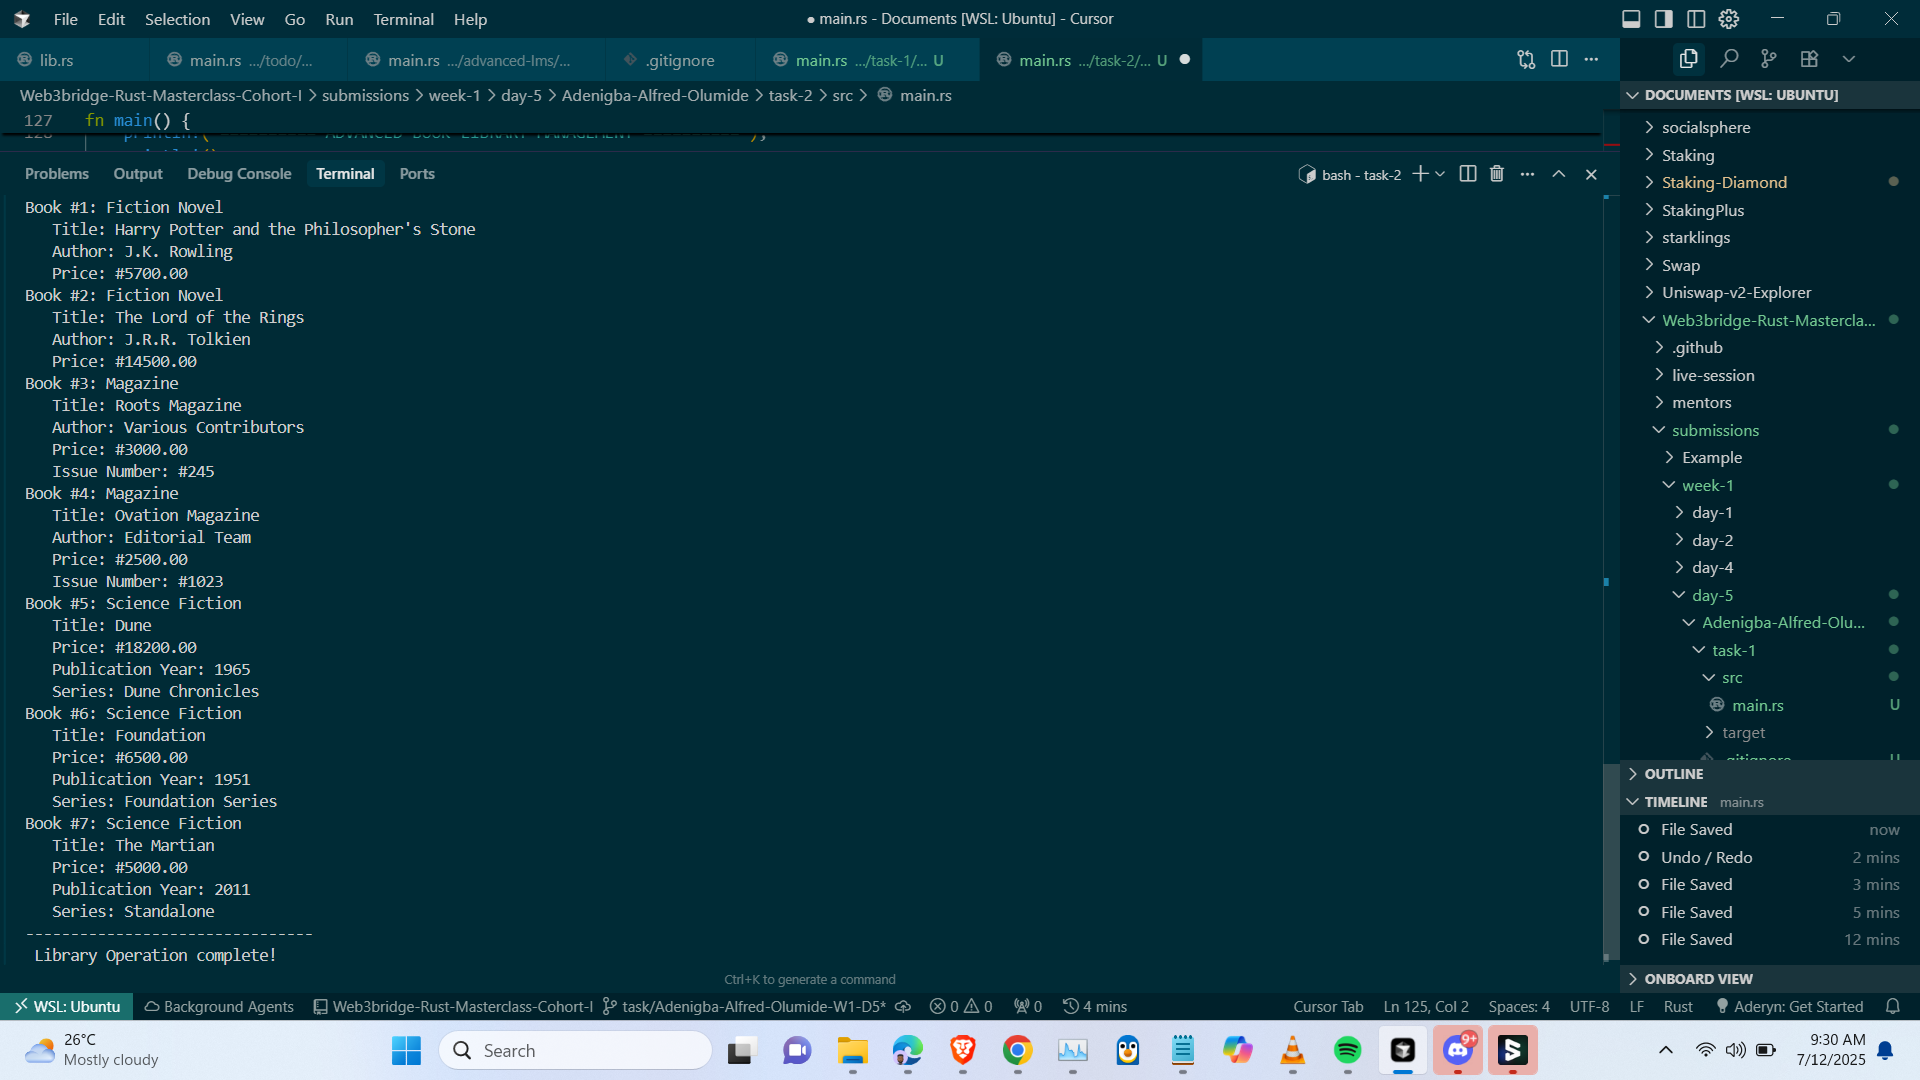 File Edit Selection View Go Run Terminal Help
● main.rs - Documents [WSL: Ubuntu] - Cursor
lib.rs
main.rs .../todo/...
main.rs .../advanced-lms/...
.gitignore
main.rs .../task-1/... U
main.rs .../task-2/... U
Web3bridge-Rust-Masterclass-Cohort-I > submissions > week-1 > day-5 > Adenigba-Alfred-Olumide > task-2 > src > main.rs
127 fn main() {
Problems Output Debug Console Terminal Ports
bash - task-2
Book #1: Fiction Novel
Title: Harry Potter and the Philosopher's Stone
Author: J.K. Rowling
Price: #5700.00
Book #2: Fiction Novel
Title: The Lord of the Rings
Author: J.R.R. Tolkien
Price: #14500.00
Book #3: Magazine
Title: Roots Magazine
Author: Various Contributors
Price: #3000.00
Issue Number: #245
Book #4: Magazine
Title: Ovation Magazine
Author: Editorial Team
Price: #2500.00
Issue Number: #1023
Book #5: Science Fiction
Title: Dune
Price: #18200.00
Publication Year: 1965
Series: Dune Chronicles
Book #6: Science Fiction
Title: Foundation
Price: #6500.00
Publication Year: 1951
Series: Foundation Series
Book #7: Science Fiction
Title: The Martian
Price: #5000.00
Publication Year: 2011
Series: Standalone
--------------------------------
Library Operation complete!
Ctrl+K to generate a command
DOCUMENTS [WSL: UBUNTU]
socialsphere
Staking
Staking-Diamond
StakingPlus
starklings
Swap
Uniswap-v2-Explorer
Web3bridge-Rust-Mastercla...
.github
live-session
mentors
submissions
Example
week-1
day-1
day-2
day-4
day-5
Adenigba-Alfred-Olu...
task-1
src
main.rs U
target
OUTLINE
TIMELINE main.rs
File Saved now
Undo / Redo 2 mins
File Saved 3 mins
File Saved 5 mins
File Saved 12 mins
ONBOARD VIEW
WSL: Ubuntu Background Agents Web3bridge-Rust-Masterclass-Cohort-I task/Adenigba-Alfred-Olumide-W1-D5* 0 0 0 4 mins Cursor Tab Ln 125, Col 2 Spaces: 4 UTF-8 LF Rust Aderyn: Get Started
26°C
Mostly cloudy
Search
9+
9:30 AM
7/12/2025